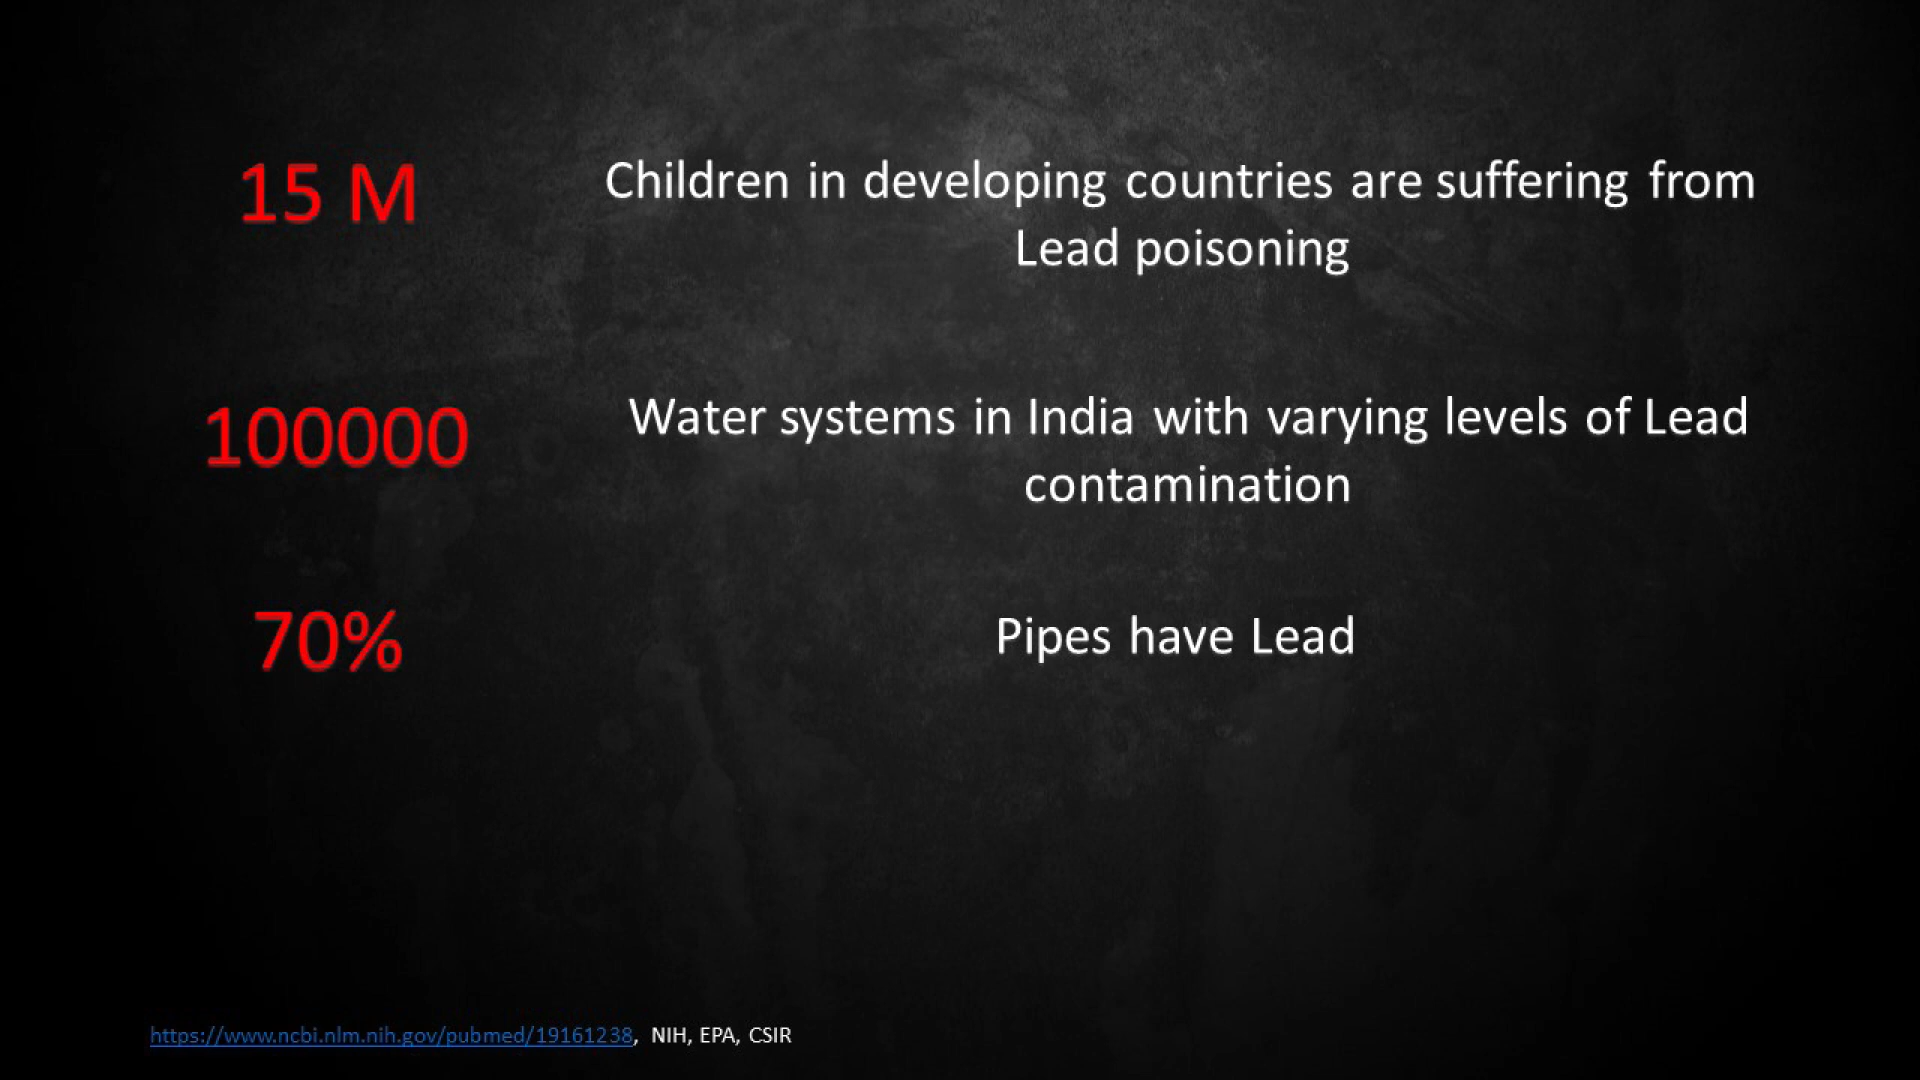 15 M
Children in developing countries are suffering from
Lead poisoning
100000
Water systems in India with varying levels of Lead
contamination
70%
Pipes have Lead
https://www.ncbi.nlm.nih.gov/pubmed/19161238, NIH, EPA, CSIR